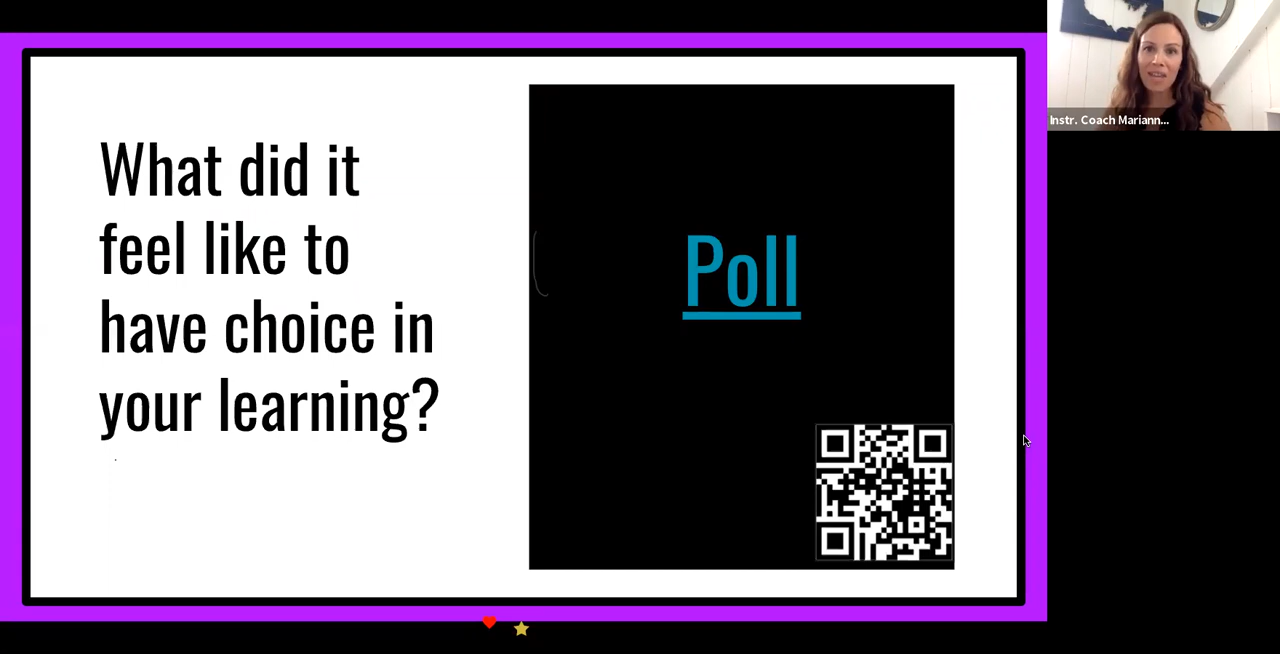 What did it
feel like to
have choice in
your learning?
Poll
Instr. Coach Mariann...